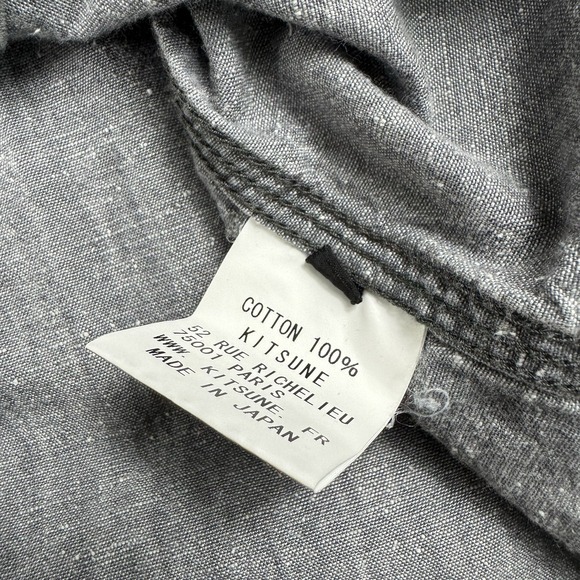 COTTON 100%
KITSUNE
52 RUE RICHELIEU
75001 PARIS
WWW. KITSUNE. FR
MADE IN JAPAN